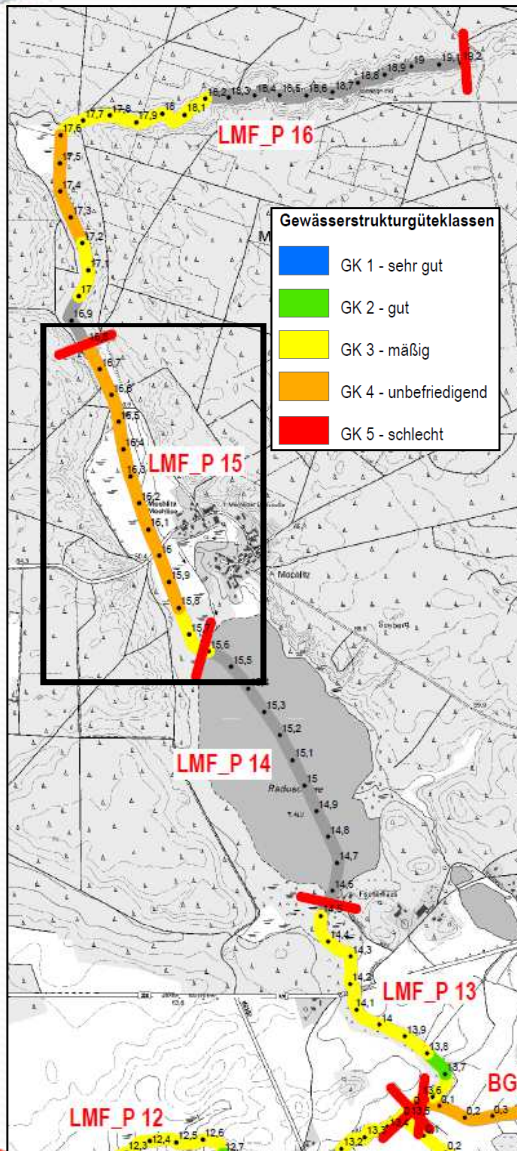 18,2 18,3 18,4 18,5 18,6 18,7 18,8 18,9 19 19,1 19,2
17,6 17,7 17,8 17,9 18 18,1
LMF_P 16
17,5
17,4
17,3
17,2
17,1
17
16,9
Gewässerstrukturgüteklassen
GK 1 - sehr gut
GK 2 - gut
GK 3 - mäßig
GK 4 - unbefriedigend
GK 5 - schlecht
16,7
16,6
16,5
16,4
LMF_P 15
16,3
16,2
16,1
16
15,9
15,8
Mochlitz
15,6
15,5
15,3
15,2
15,1
LMF_P 14
15
14,9
14,8
14,7
14,6
14,4
14,3
14,2
LMF_P 13
14,1
14
13,9
13,8
13,7
BG
13,6
0,1
0,2
0,3
LMF_P 12
12,3 12,4 12,5 12,6
12,7
13,2
13,3
0,2